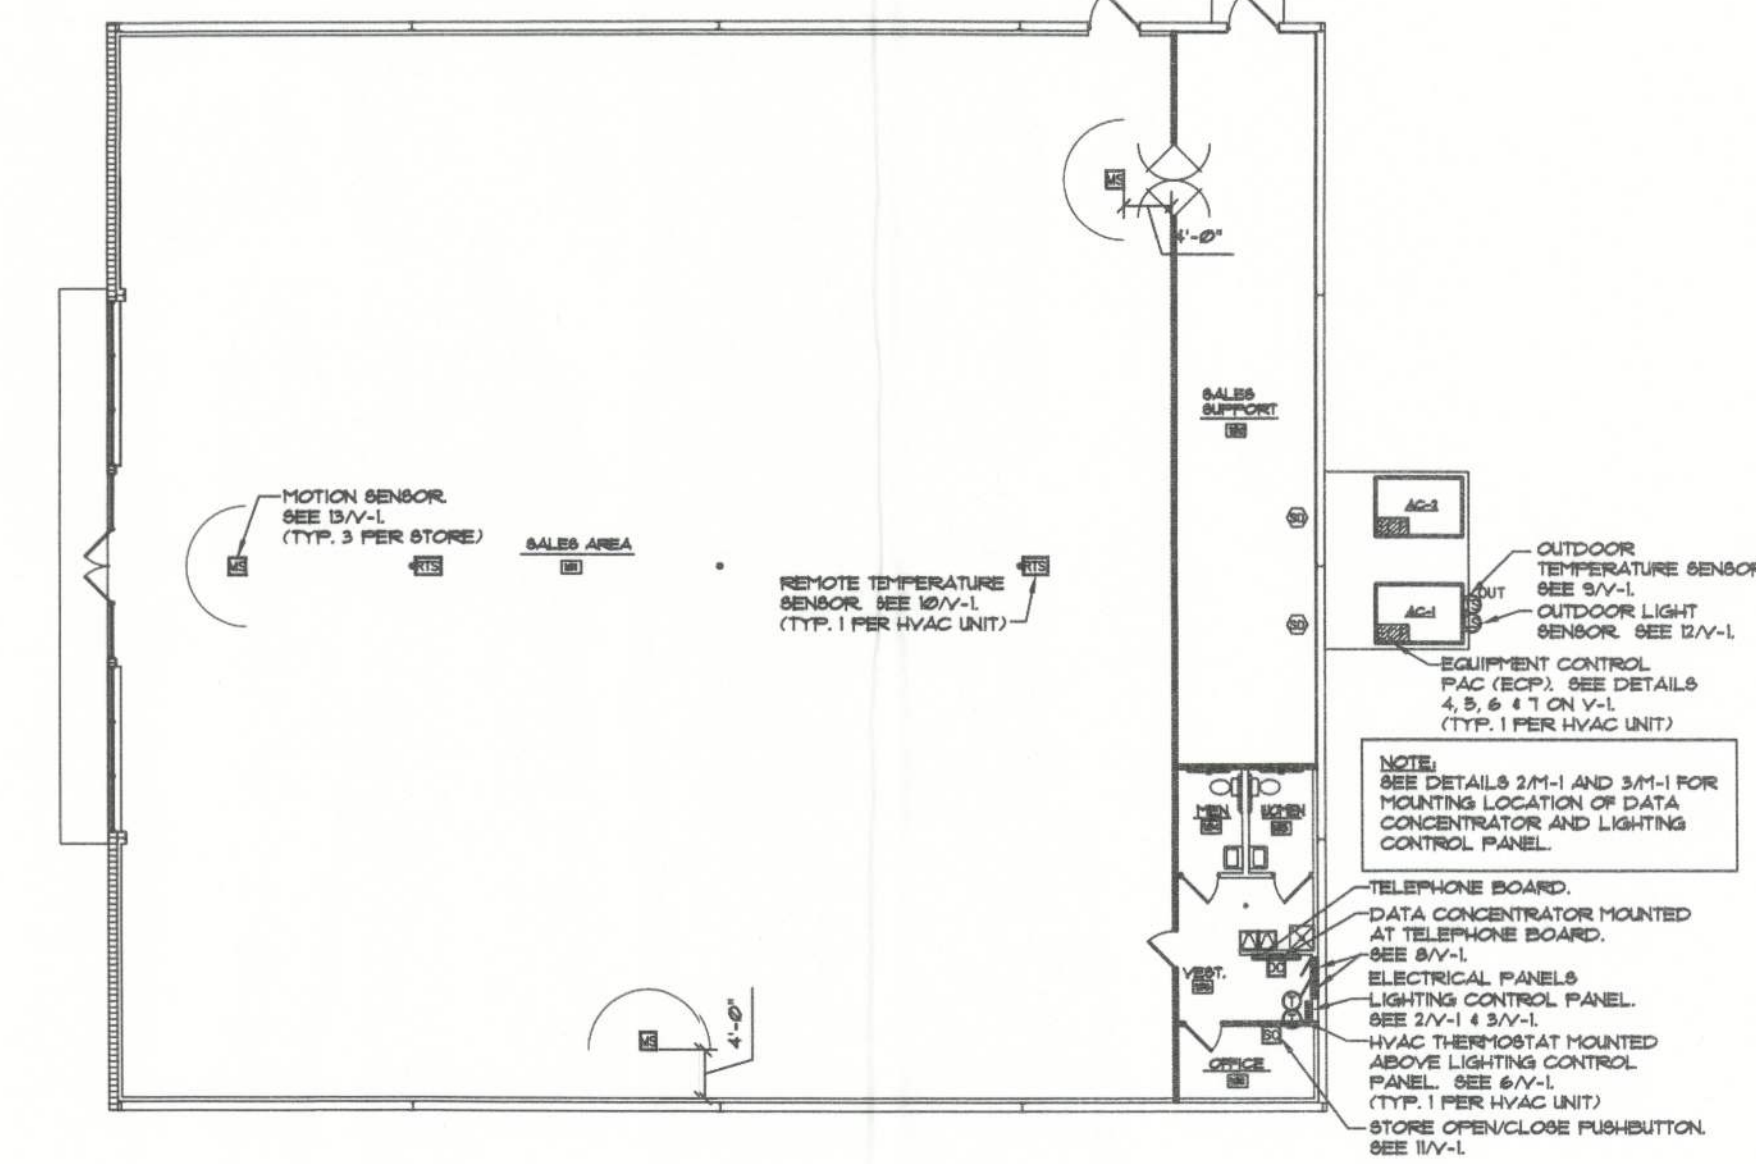 MS
4'-0"
SALES
SUPPORT
MOTION SENSOR.
SEE 13/V-1.
(TYP. 3 PER STORE)
MS
RTS
SALES AREA
REMOTE TEMPERATURE
SENSOR. SEE 10/V-1.
(TYP. 1 PER HVAC UNIT)
RTS
SD
SD
AC-2
AC-1
OUT
OUTDOOR
TEMPERATURE SENSOR
SEE 9/V-1.
OUTDOOR LIGHT
SENSOR. SEE 12/V-1.
EQUIPMENT CONTROL
PAC (ECP). SEE DETAILS
4, 5, 6 & 7 ON V-1.
(TYP. 1 PER HVAC UNIT)
NOTE:
SEE DETAILS 2/M-1 AND 3/M-1 FOR
MOUNTING LOCATION OF DATA
CONCENTRATOR AND LIGHTING
CONTROL PANEL.
MEN
WOMEN
TELEPHONE BOARD.
DATA CONCENTRATOR MOUNTED
AT TELEPHONE BOARD.
SEE 8/V-1.
ELECTRICAL PANELS
LIGHTING CONTROL PANEL.
SEE 2/V-1 & 3/V-1.
HVAC THERMOSTAT MOUNTED
ABOVE LIGHTING CONTROL
PANEL. SEE 6/V-1.
(TYP. 1 PER HVAC UNIT)
STORE OPEN/CLOSE PUSHBUTTON.
SEE 11/V-1.
VEST.
DC
T
T
SO
OFFICE
MS
4'-0"